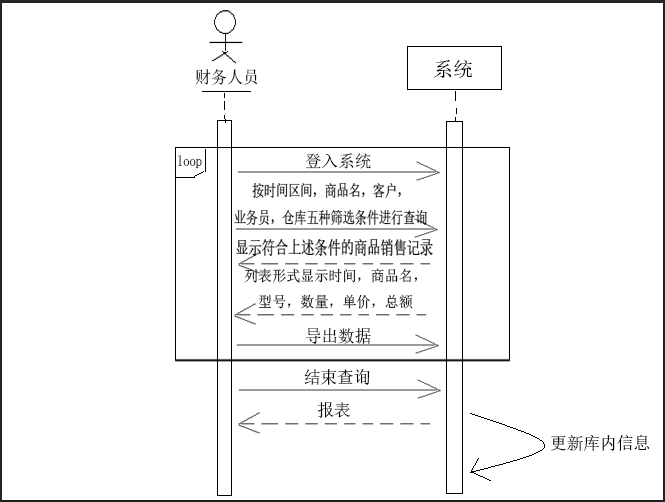 财务人员
系统
loop
登入系统
按时间区间，商品名，客户，
业务员，仓库五种筛选条件进行查询
显示符合上述条件的商品销售记录
列表形式显示时间，商品名，
型号，数量，单价，总额
导出数据
结束查询
报表
更新库内信息